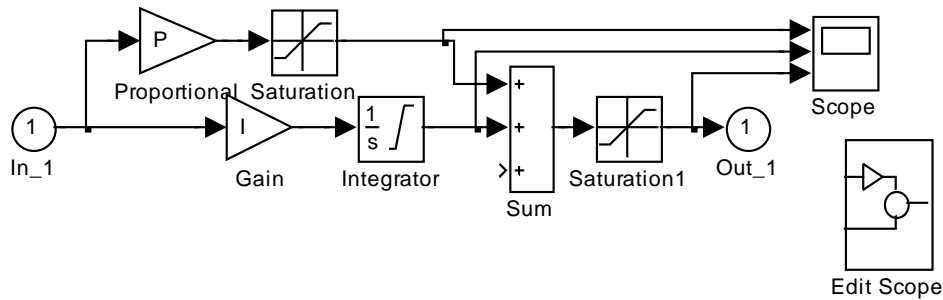 P
Proportional
Saturation
Scope
1
In_1
I
Gain
1
s
Integrator
+
+
+
Sum
Saturation1
1
Out_1
Edit Scope